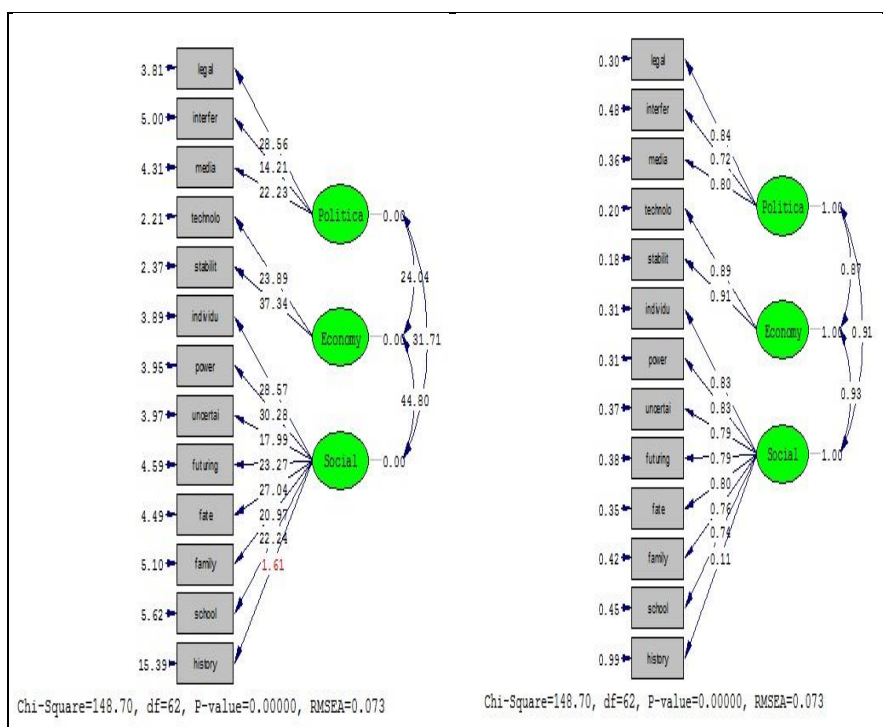 3.81 legal
5.00 interfer
4.31 media
2.21 technolo
2.37 stabilit
3.89 individu
3.95 power
3.97 uncertai
4.59 futuring
4.49 fate
5.10 family
5.62 school
15.39 history
28.56
14.21
22.23
23.89
37.34
28.57
30.28
17.99
23.27
27.04
20.97
22.24
1.61
Politica 0.00
Economy 0.00
Social 0.00
24.04
31.71
44.80
Chi-Square=148.70, df=62, P-value=0.00000, RMSEA=0.073
0.30 legal
0.48 interfer
0.36 media
0.20 technolo
0.18 stabilit
0.31 individu
0.31 power
0.37 uncertai
0.38 futuring
0.35 fate
0.42 family
0.45 school
0.99 history
0.84
0.72
0.80
0.89
0.91
0.83
0.83
0.79
0.79
0.80
0.76
0.74
0.11
Politica 1.00
Economy 1.00
Social 1.00
0.87
0.91
0.93
Chi-Square=148.70, df=62, P-value=0.00000, RMSEA=0.073